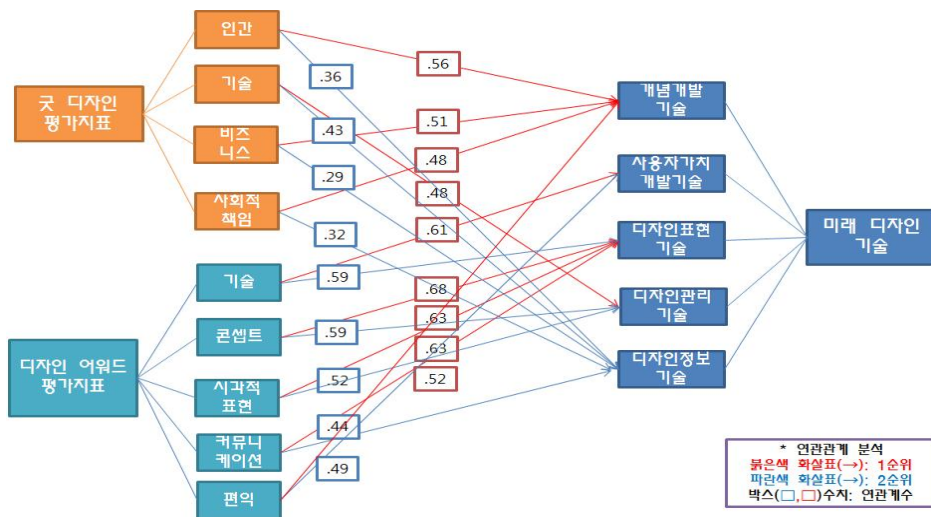 굿 디자인
평가지표
인간
기술
비즈
니스
사회적
책임
디자인 어워드
평가지표
기술
콘셉트
시각적
표현
커뮤니
케이션
편익
.36
.43
.29
.32
.59
.59
.52
.44
.49
.56
.51
.48
.48
.61
.68
.63
.63
.52
개념개발
기술
사용자가치
개발기술
디자인표현
기술
디자인관리
기술
디자인정보
기술
미래 디자인
기술
* 연관관계 분석
붉은색 화살표(→): 1순위
파란색 화살표(→): 2순위
박스(□,□)수치: 연관계수